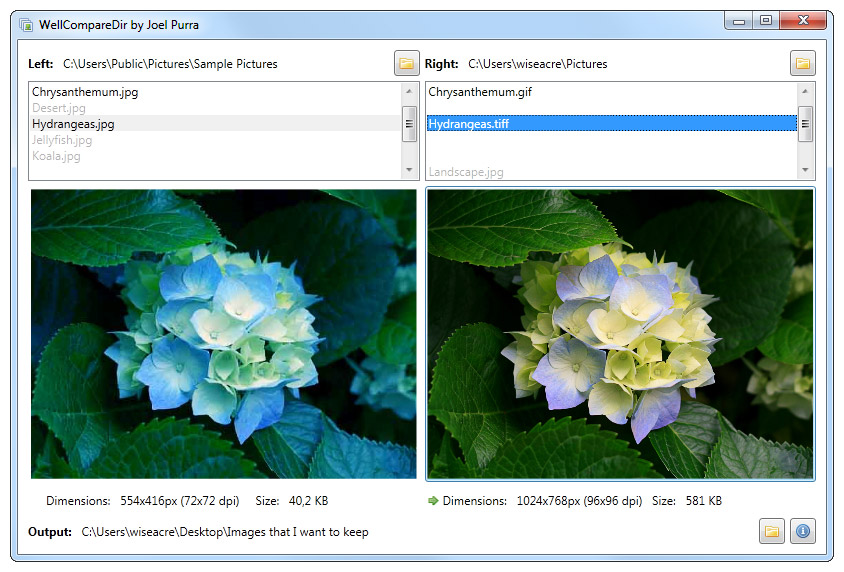 WellCompareDir by Joel Purra
Left: C:\Users\Public\Pictures\Sample Pictures
Right: C:\Users\wiseacre\Pictures
Chrysanthemum.jpg
Desert.jpg
Hydrangeas.jpg
Jellyfish.jpg
Koala.jpg
Chrysanthemum.gif
Hydrangeas.tiff
Landscape.jpg
Dimensions: 554x416px (72x72 dpi) Size: 40,2 KB
Dimensions: 1024x768px (96x96 dpi) Size: 581 KB
Output: C:\Users\wiseacre\Desktop\Images that I want to keep